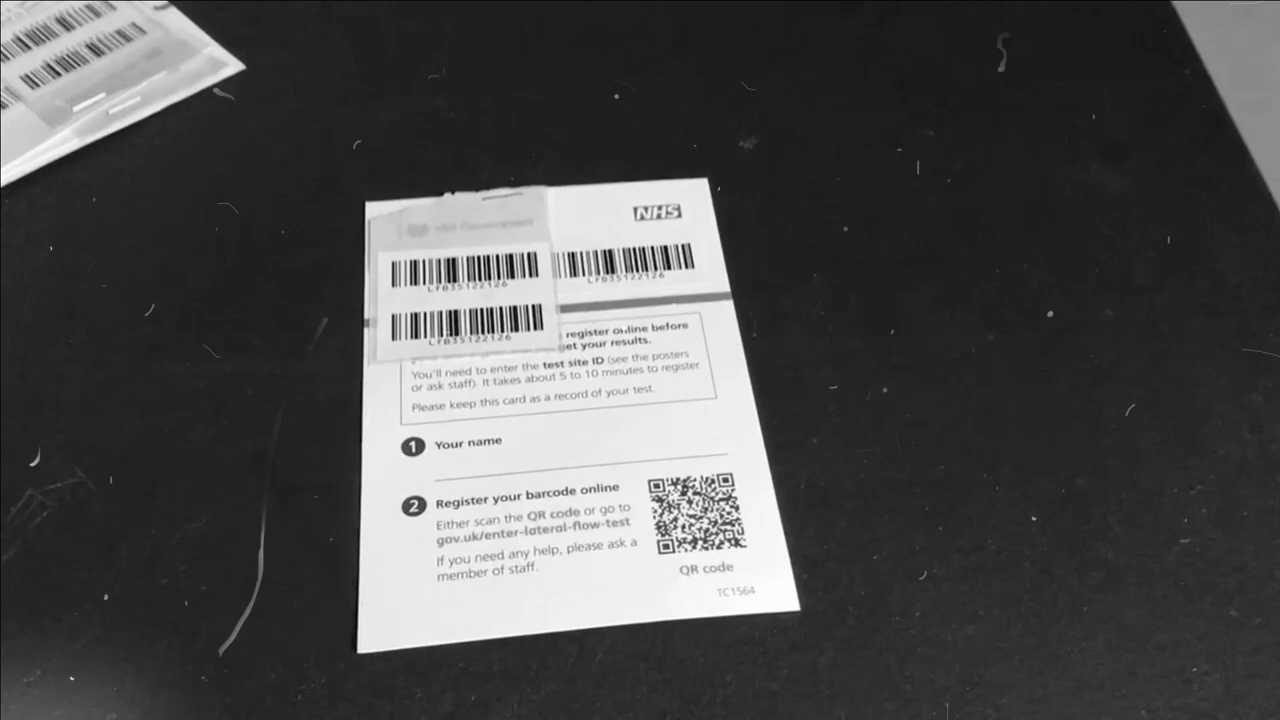 NHS
LFB35122126
LFB35122126
LFB35122126
register online before
get your results.
You'll need to enter the test site ID (see the posters
or ask staff). It takes about 5 to 10 minutes to register.
Please keep this card as a record of your test.
1 Your name
2 Register your barcode online
Either scan the QR code or go to
gov.uk/enter-lateral-flow-test
If you need any help, please ask a
member of staff.
QR code
TC1564